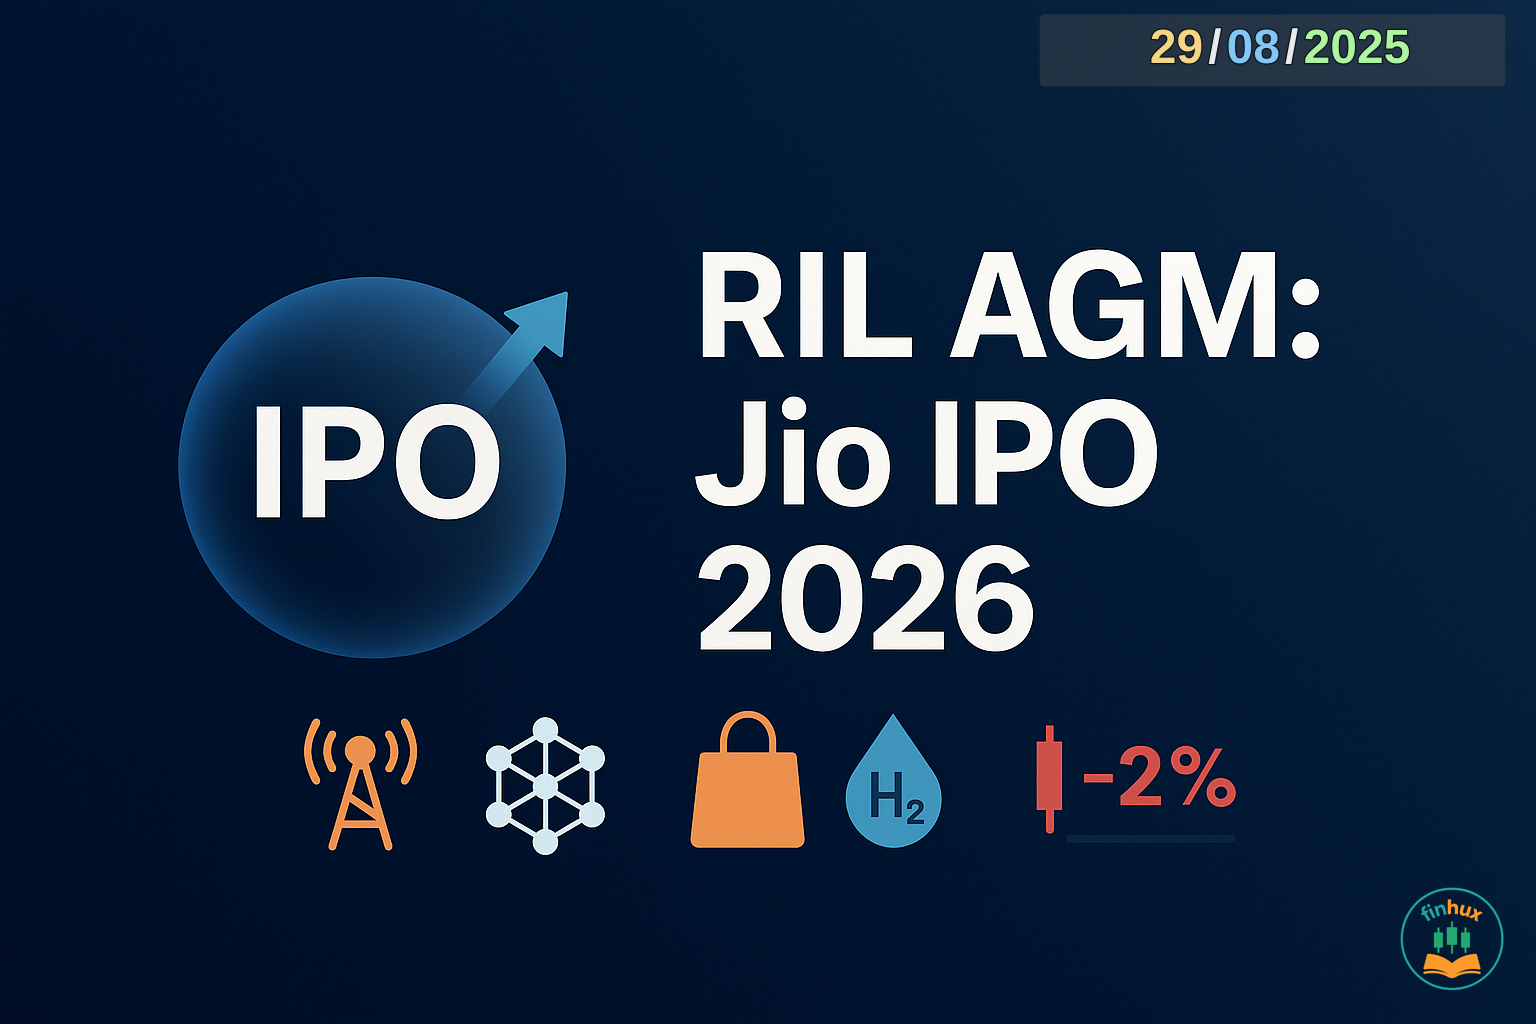 29/08/2025
IPO
RIL AGM:
Jio IPO
2026
H₂
-2%
finhux